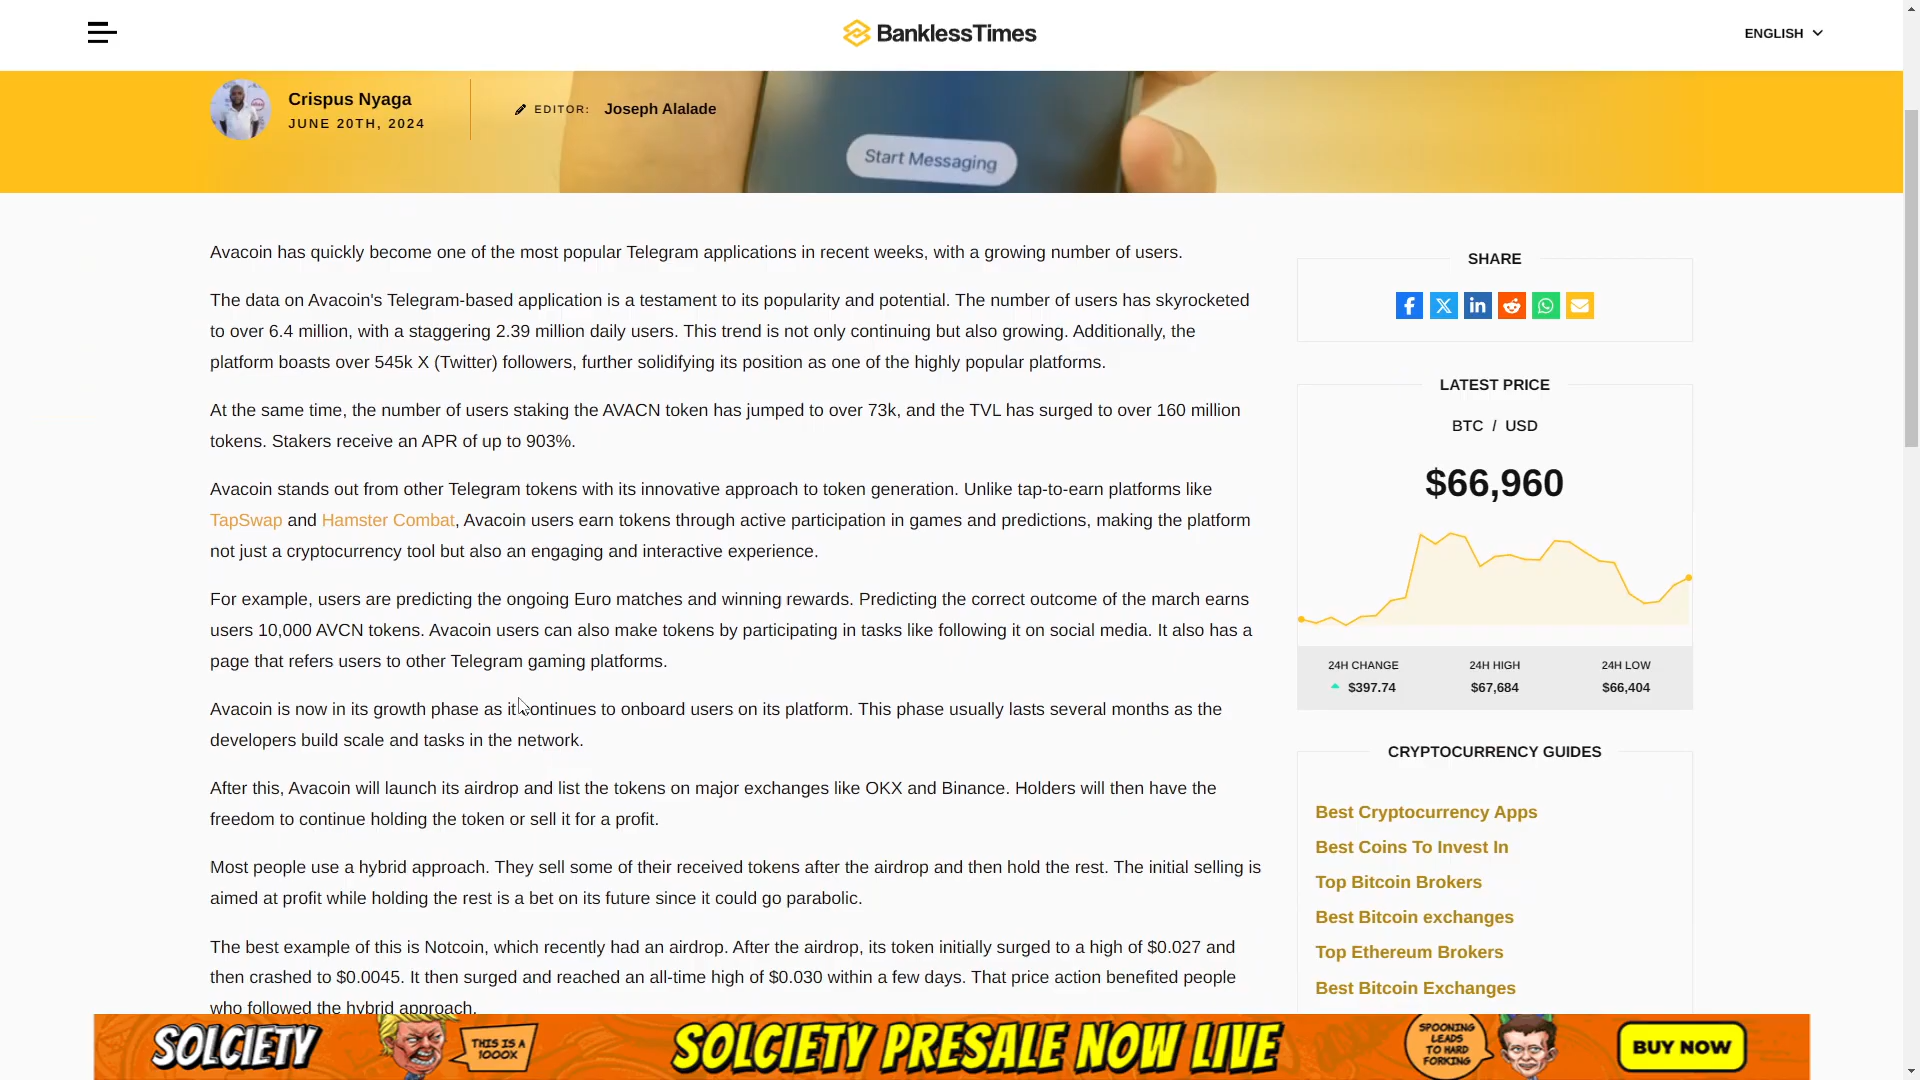 BanklessTimes
ENGLISH
Crispus Nyaga
JUNE 20TH, 2024
EDITOR: Joseph Alalade
Start Messaging
Avacoin has quickly become one of the most popular Telegram applications in recent weeks, with a growing number of users.
The data on Avacoin's Telegram-based application is a testament to its popularity and potential. The number of users has skyrocketed
to over 6.4 million, with a staggering 2.39 million daily users. This trend is not only continuing but also growing. Additionally, the
platform boasts over 545k X (Twitter) followers, further solidifying its position as one of the highly popular platforms.
At the same time, the number of users staking the AVACN token has jumped to over 73k, and the TVL has surged to over 160 million
tokens. Stakers receive an APR of up to 903%.
Avacoin stands out from other Telegram tokens with its innovative approach to token generation. Unlike tap-to-earn platforms like
TapSwap and Hamster Combat, Avacoin users earn tokens through active participation in games and predictions, making the platform
not just a cryptocurrency tool but also an engaging and interactive experience.
For example, users are predicting the ongoing Euro matches and winning rewards. Predicting the correct outcome of the march earns
users 10,000 AVCN tokens. Avacoin users can also make tokens by participating in tasks like following it on social media. It also has a
page that refers users to other Telegram gaming platforms.
Avacoin is now in its growth phase as it continues to onboard users on its platform. This phase usually lasts several months as the
developers build scale and tasks in the network.
After this, Avacoin will launch its airdrop and list the tokens on major exchanges like OKX and Binance. Holders will then have the
freedom to continue holding the token or sell it for a profit.
Most people use a hybrid approach. They sell some of their received tokens after the airdrop and then hold the rest. The initial selling is
aimed at profit while holding the rest is a bet on its future since it could go parabolic.
The best example of this is Notcoin, which recently had an airdrop. After the airdrop, its token initially surged to a high of $0.027 and
then crashed to $0.0045. It then surged and reached an all-time high of $0.030 within a few days. That price action benefited people
who followed the hybrid approach.
SHARE
LATEST PRICE
BTC / USD
$66,960
24H CHANGE 24H HIGH 24H LOW
$397.74 $67,684 $66,404
CRYPTOCURRENCY GUIDES
Best Cryptocurrency Apps
Best Coins To Invest In
Top Bitcoin Brokers
Best Bitcoin exchanges
Top Ethereum Brokers
Best Bitcoin Exchanges
SOLCIETY
THIS IS A
1000X
SOLCIETY PRESALE NOW LIVE
SPOONING
LEADS
TO HARD
FORKING
BUY NOW